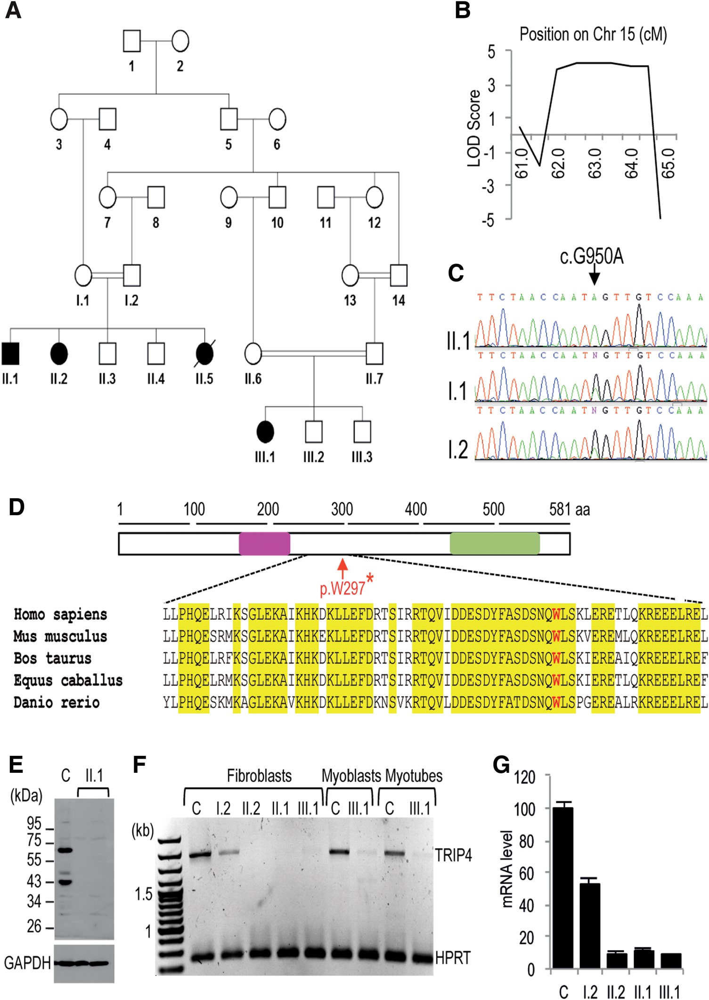 A
1 2
3 4 5 6
7 8 9 10 11 12
I.1 I.2 13 14
II.1 II.2 II.3 II.4 II.5 II.6 II.7
III.1 III.2 III.3
B
Position on Chr 15 (cM)
LOD Score
5
3
1
-1
-3
-5
61.0 62.0 63.0 64.0 65.0
C
c.G950A
T T C T A A C C A A T A G T T G T C C A A A
II.1
T T C T A A C C A A T N G T T G T C C A A A
I.1
T T C T A A C C A A T N G T T G T C C A A A
I.2
D
1 100 200 300 400 500 581 aa
p.W297*
Homo sapiens LLPHQELRIKSGLEKAIKHKDKLLEFDRTSIRRTQVIDDESDYFASDSNQWLSKLERETLQKREEELREL
Mus musculus LLPHQESRMKSGLEKAIKHKEKLLEFDRTSIRRTQVIDDESDYFASDSNQWLSKVEREMLQKREEELREL
Bos taurus LLPHQELRFKSGLEKAIKHKDKLLEFDRTSIRRTQVIDDESDYFASDSNQWLSKIEREAIQKREEELREF
Equus caballus LLPHQELRMKSGLEKAIKHKDKLLEFDRTSIRRTQVIDDESDYFASDSNQWLSKIERETLQKREEELREF
Danio rerio YLPHQESKMKAGLEKAVKHKDKLLEFDKNSVKRTQVLDDESDYFATDSNQWLSPGEREALRKREEELREL
E
C II.1
(kDa)
95
75
55
43
34
26
GAPDH
F
Fibroblasts Myoblasts Myotubes
C I.2 II.2 II.1 III.1 C III.1 C III.1
(kb)
TRIP4
1.5
1
HPRT
G
mRNA level
120
100
80
60
40
20
0
C I.2 II.2 II.1 III.1